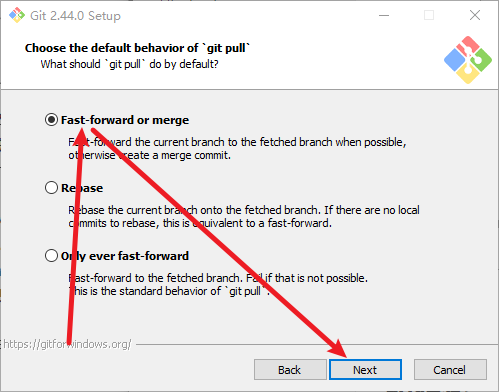 Git 2.44.0 Setup
Choose the default behavior of `git pull`
What should `git pull` do by default?
Fast-forward or merge
Fast-forward the current branch to the fetched branch when possible,
otherwise create a merge commit.
Rebase
Rebase the current branch onto the fetched branch. If there are no local
commits to rebase, this is equivalent to a fast-forward.
Only ever fast-forward
Fast-forward to the fetched branch. Fail if that is not possible.
This is the standard behavior of `git pull`.
https://gitforwindows.org/
Back
Next
Cancel